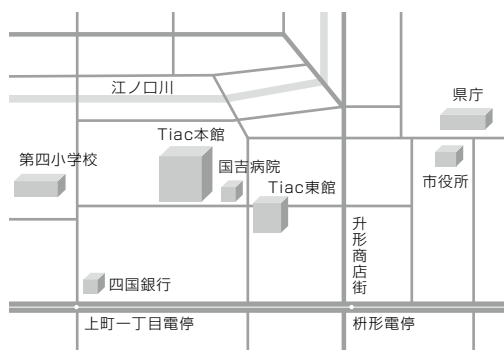 江ノ口川
県庁
Tiac本館
第四小学校
国吉病院
市役所
Tiac東館
升形商店街
四国銀行
上町一丁目電停
枡形電停